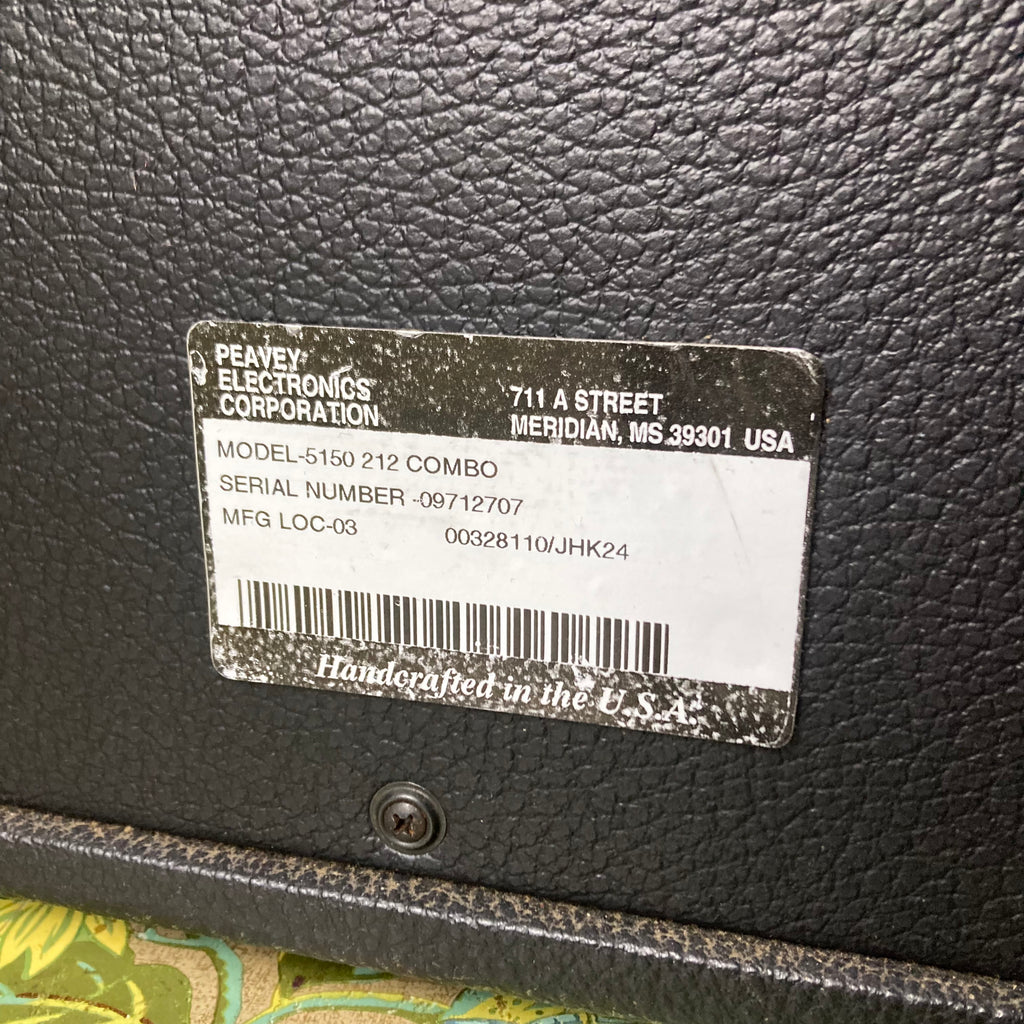 PEAVEY
ELECTRONICS
CORPORATION
711 A STREET
MERIDIAN, MS 39301 USA
MODEL-5150 212 COMBO
SERIAL NUMBER -09712707
MFG LOC-03 00328110/JHK24
Handcrafted in the U.S.A.